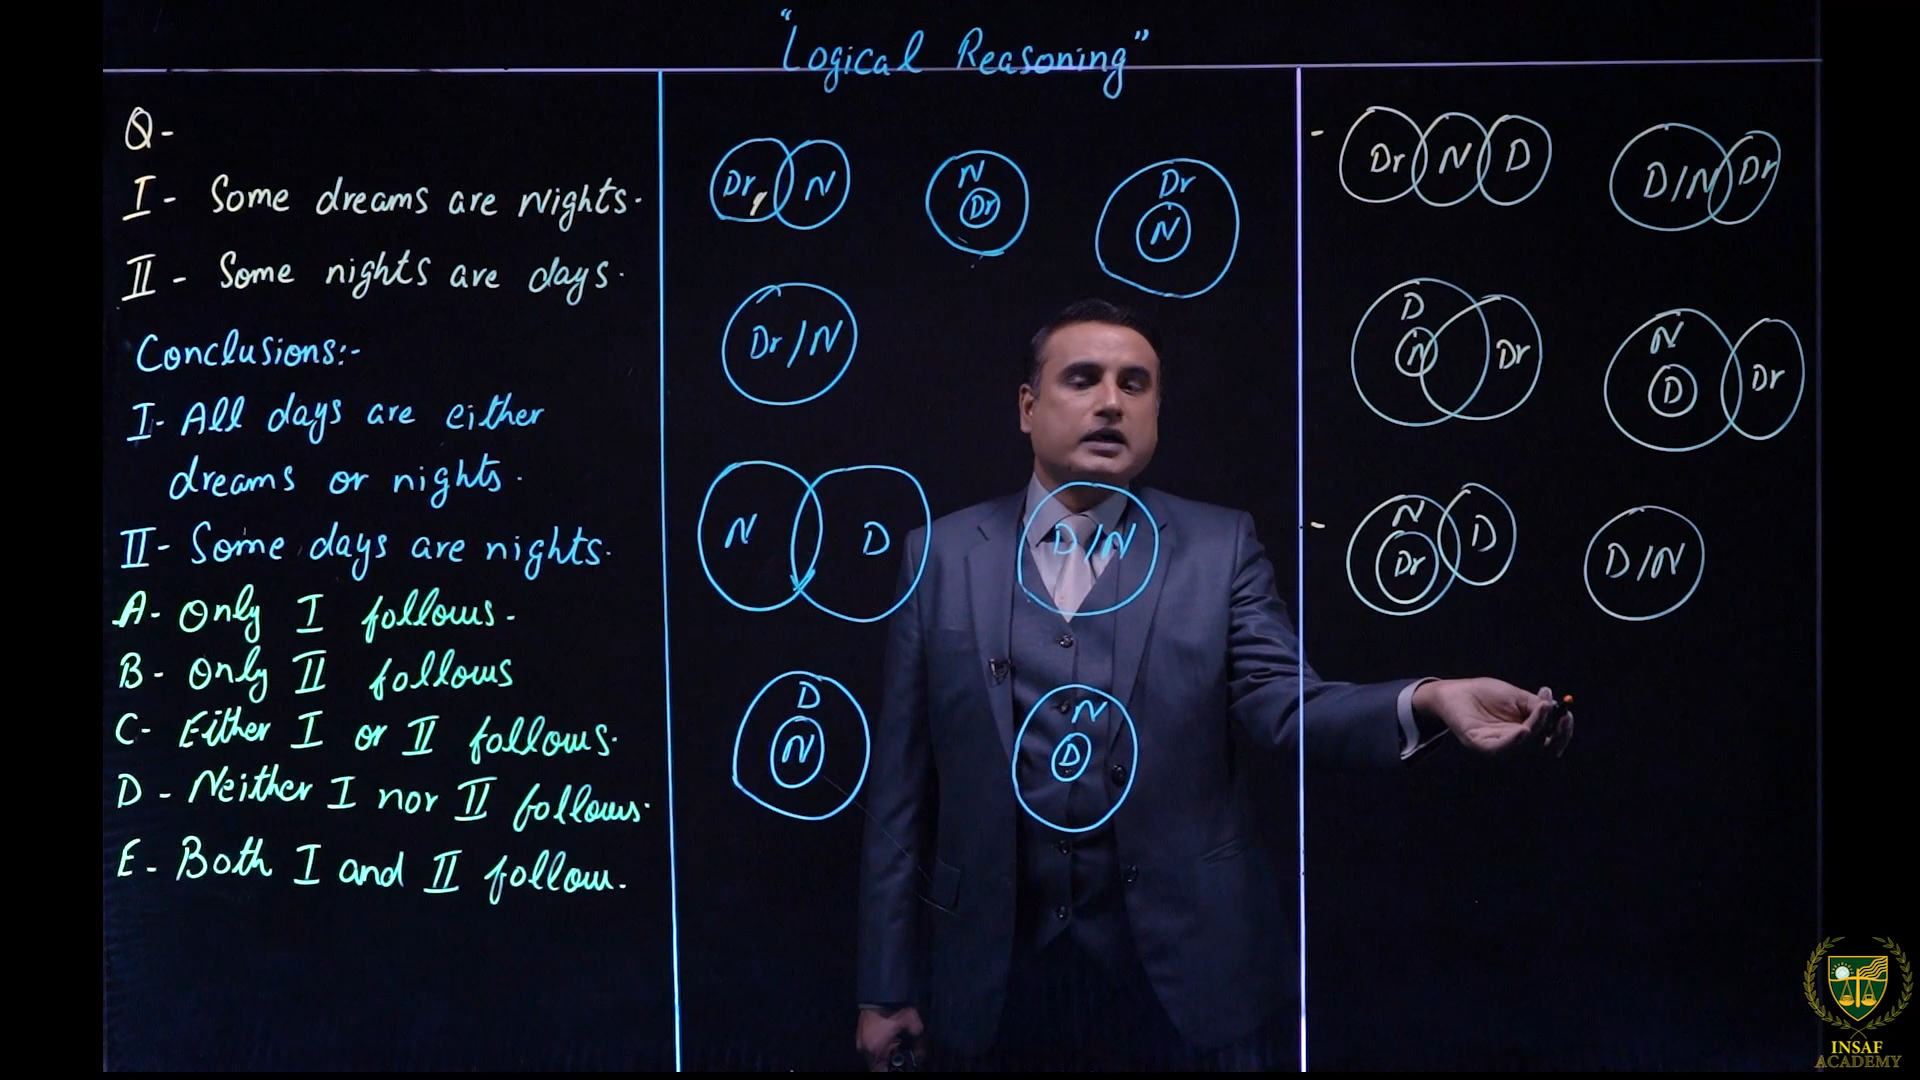 "Logical Reasoning"
Q-
I- Some dreams are Nights.
II- Some nights are days.
Conclusions:-
I- All days are either
dreams or nights.
II- Some days are nights.
A- Only I follows.
B- Only II follows
C- Either I or II follows.
D- Neither I nor II follows.
E- Both I and II follow.
Dr N
N
Dr
Dr
N
Dr/N
N D
D/N
D
N
N
D
- Dr N D
D/N Dr
D
N Dr
N
D Dr
- N
Dr D
D/N
INSAF
ACADEMY